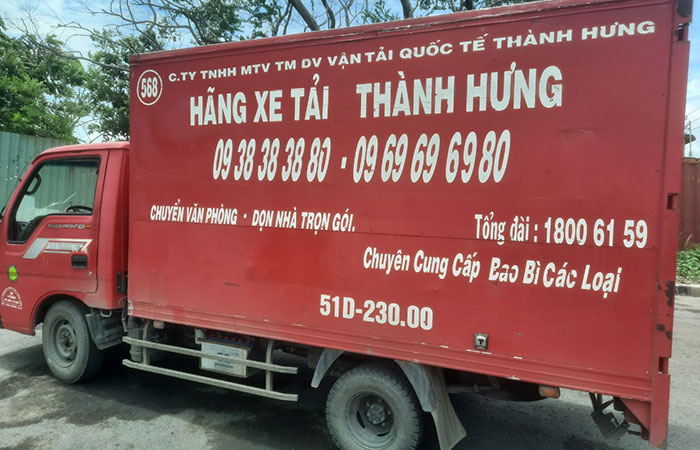 C.TY TNHH MTV TM DV VẬN TẢI QUỐC TẾ THÀNH HƯNG
568
HÃNG XE TẢI THÀNH HƯNG
09 38 38 38 80 - 09 69 69 69 80
CHUYỂN VĂN PHÒNG - DỌN NHÀ TRỌN GÓI.
Tổng đài : 1800 61 59
Chuyên Cung Cấp Bao Bì Các Loại
51D-230.00
THACO FRONTIER